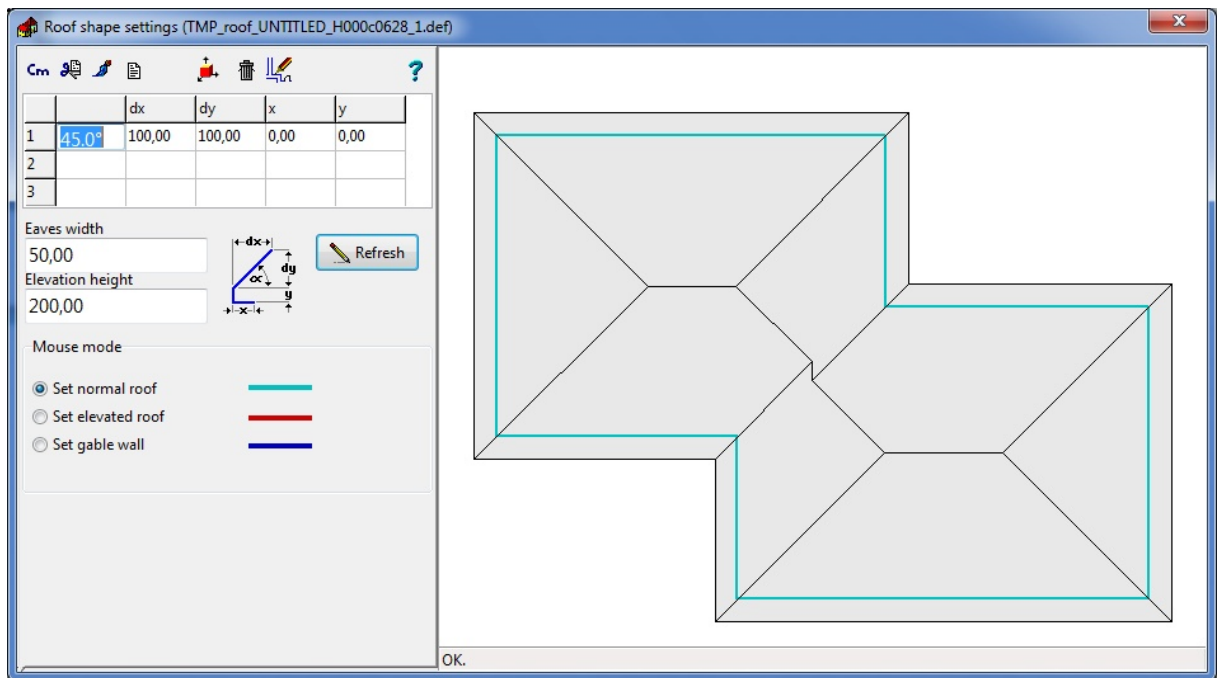 Roof shape settings (TMP_roof_UNTITLED_H000c0628_1.def)
x
Cm ?
dx dy x y
1 45.0° 100,00 100,00 0,00 0,00
2
3
Eaves width
50,00
Elevation height
200,00
dx
dy
α
y
x
Refresh
Mouse mode
Set normal roof
Set elevated roof
Set gable wall
OK.